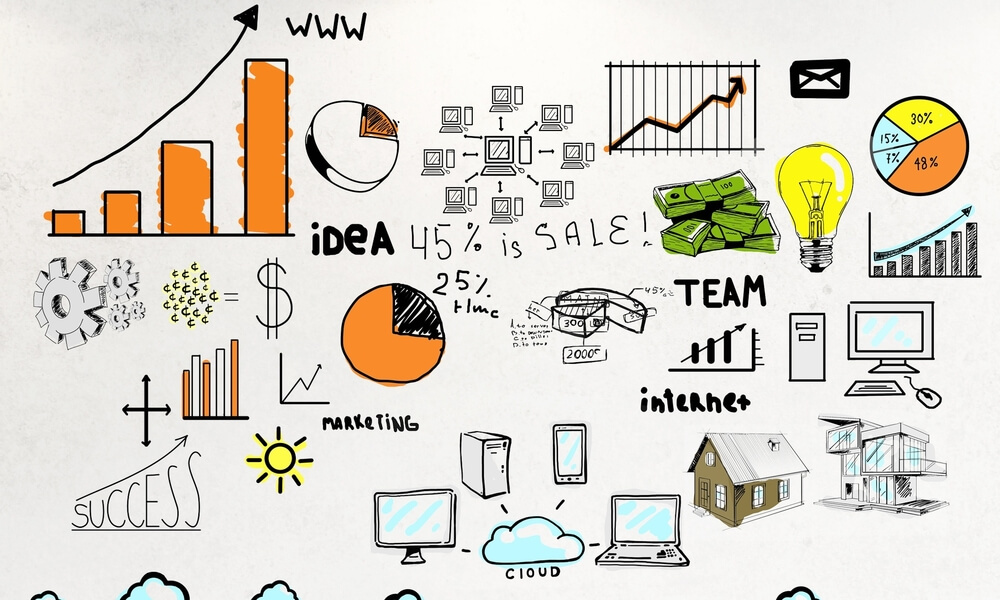 WWW
30%
15%
7%
48%
100
iDEA 45% is SALE!
25%
time
45%
TEAM
300
2000
internet
MARKETING
SUCCESS
CLOUD